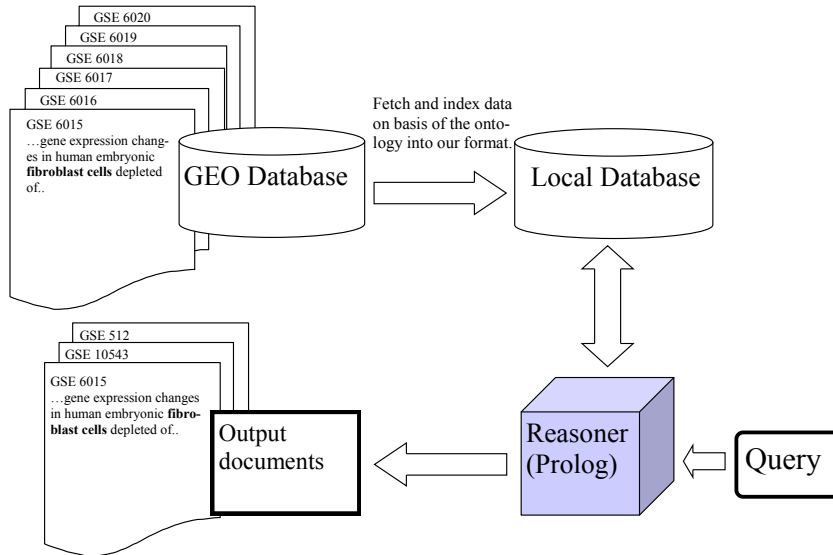 GSE 6020
GSE 6019
GSE 6018
GSE 6017
GSE 6016
GSE 6015
…gene expression chang-
es in human embryonic
fibroblast cells depleted
of..
GEO Database
Fetch and index data
on basis of the onto-
logy into our format.
Local Database
GSE 512
GSE 10543
GSE 6015
…gene expression changes
in human embryonic fibro-
blast cells depleted of..
Output
documents
Reasoner
(Prolog)
Query